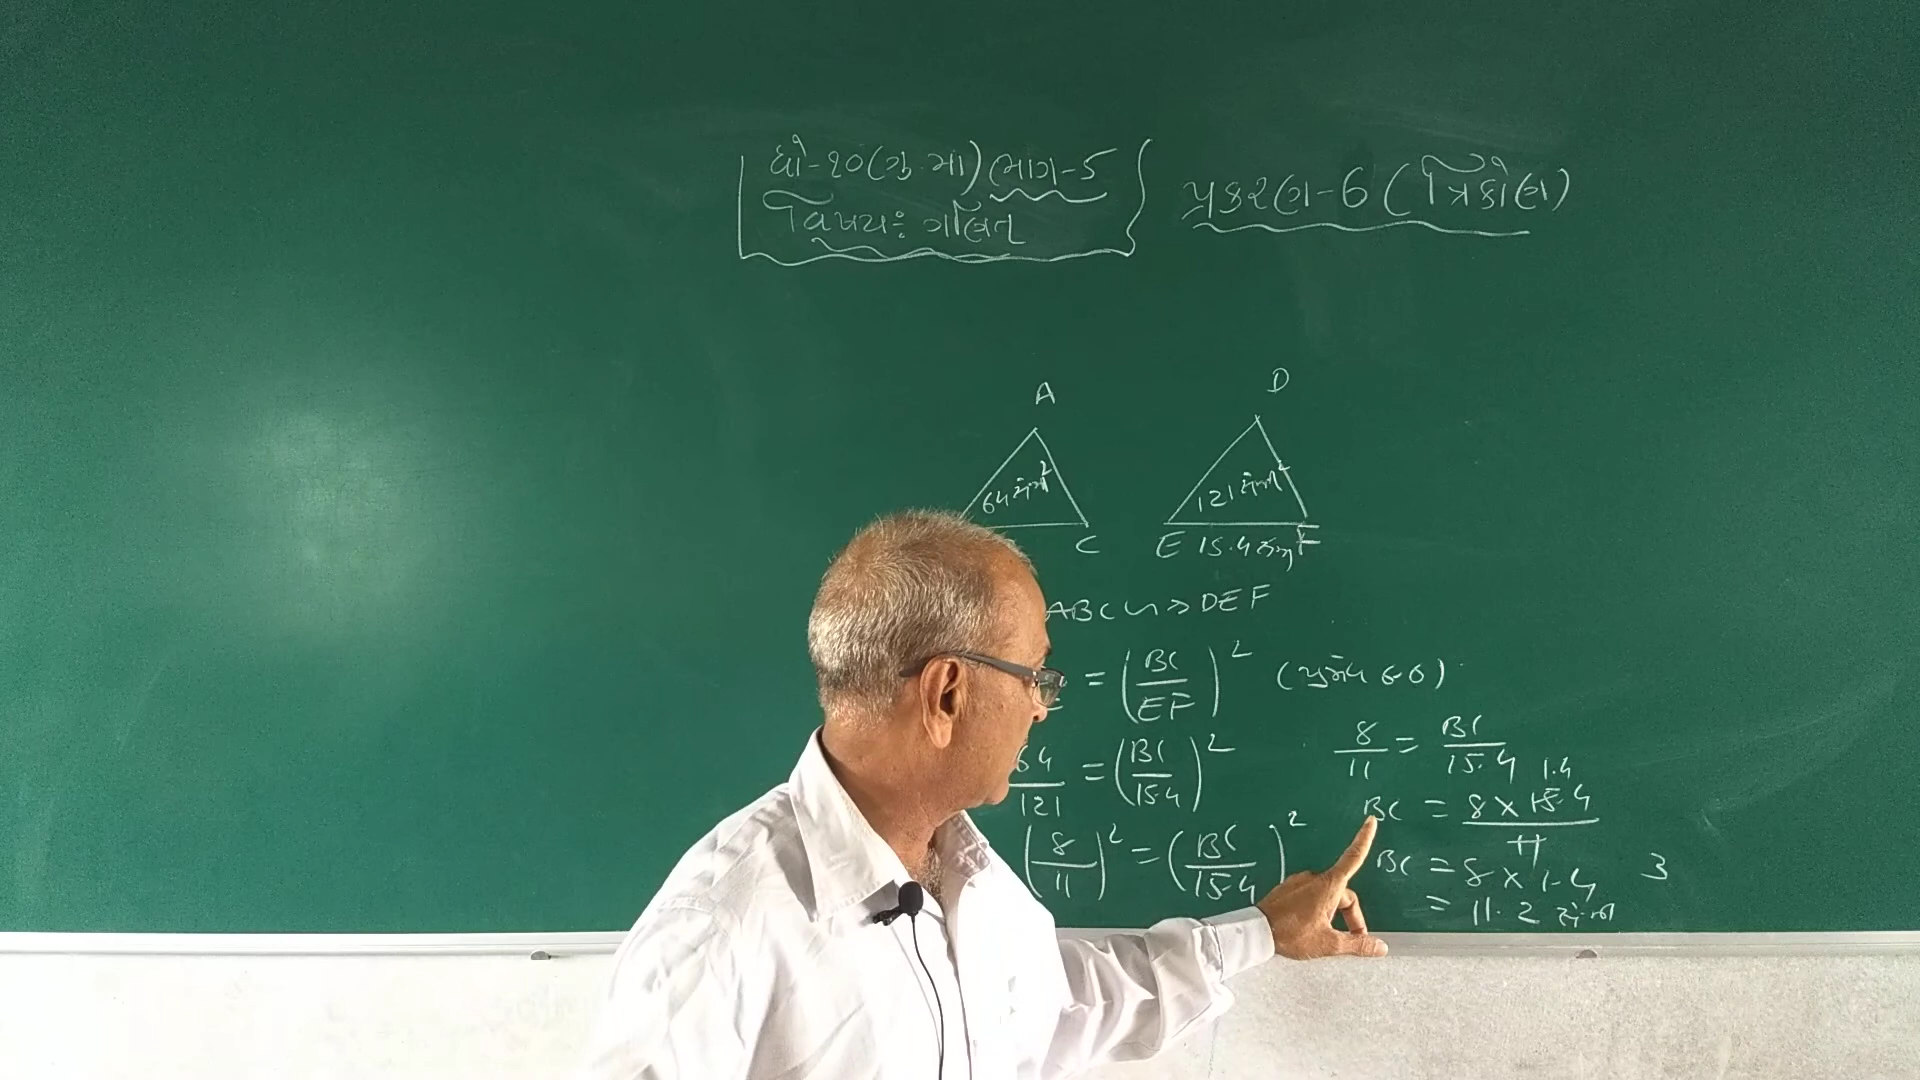 ધો-૧૦(ગુ.મા) ભાગ-5
વિષય: ગણિત
પ્રકરણ-6 (ત્રિકોણ)
A
D
64 સેમી²
121 સેમી²
C
E 15.4 સેમી F
ABC ∼ DEF
= (BC/EF)² (પ્રમેય 6.6)
64/121 = (BC/15.4)²
(8/11)² = (BC/15.4)²
8/11 = BC/15.4
1.4
BC = 8 × 15.4/11
BC = 8 × 1.4
3
= 11.2 સે.મી